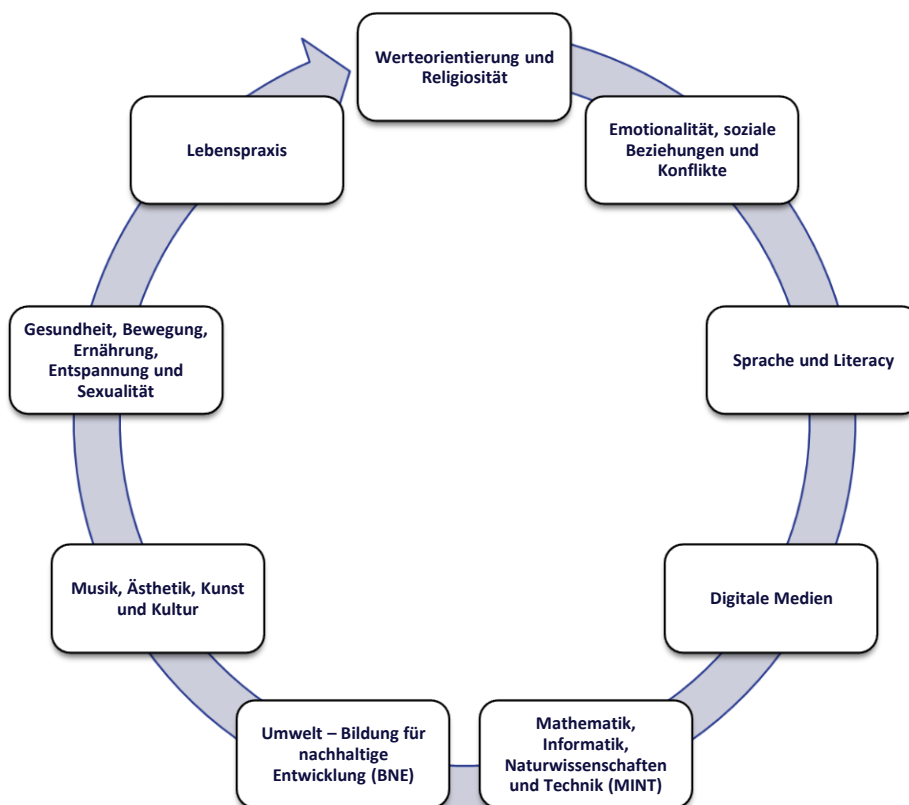 Werteorientierung und
Religiosität
Emotionalität, soziale
Beziehungen und
Konflikte
Sprache und Literacy
Digitale Medien
Mathematik,
Informatik,
Naturwissenschaften
und Technik (MINT)
Umwelt – Bildung für
nachhaltige
Entwicklung (BNE)
Musik, Ästhetik, Kunst
und Kultur
Gesundheit, Bewegung,
Ernährung,
Entspannung und
Sexualität
Lebenspraxis